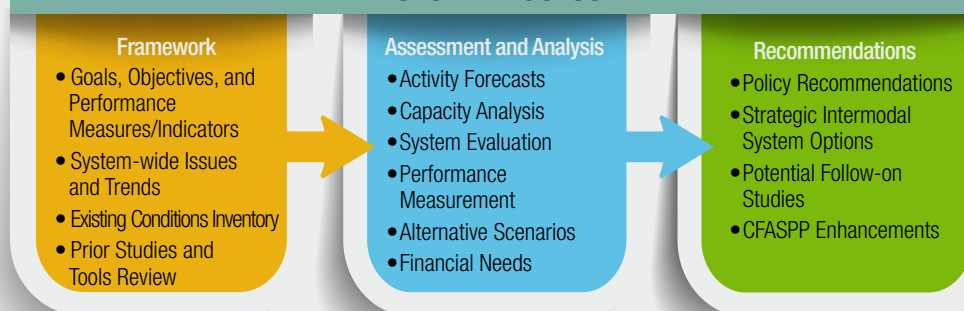 Framework
• Goals, Objectives, and
Performance
Measures/Indicators
• System-wide Issues
and Trends
• Existing Conditions Inventory
• Prior Studies and
Tools Review
Assessment and Analysis
• Activity Forecasts
• Capacity Analysis
• System Evaluation
• Performance
Measurement
• Alternative Scenarios
• Financial Needs
Recommendations
• Policy Recommendations
• Strategic Intermodal
System Options
• Potential Follow-on
Studies
• CFASPP Enhancements